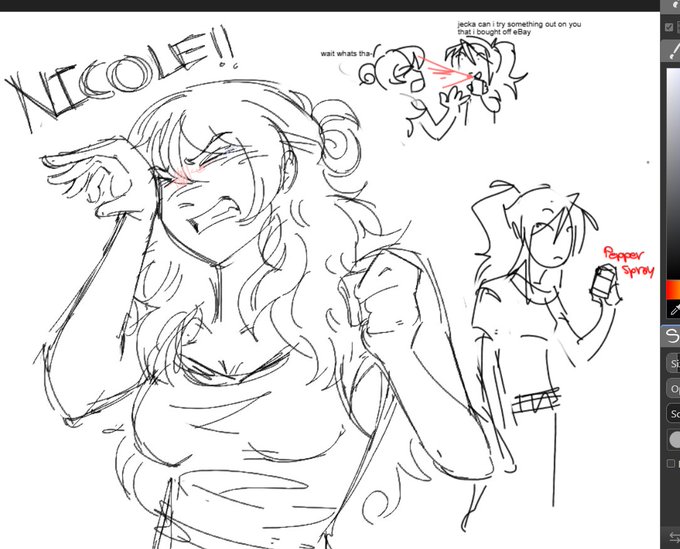 NICOLE!!
wait whats tha-
jecka can i try something out on you
that i bought off eBay
Pepper
Spray